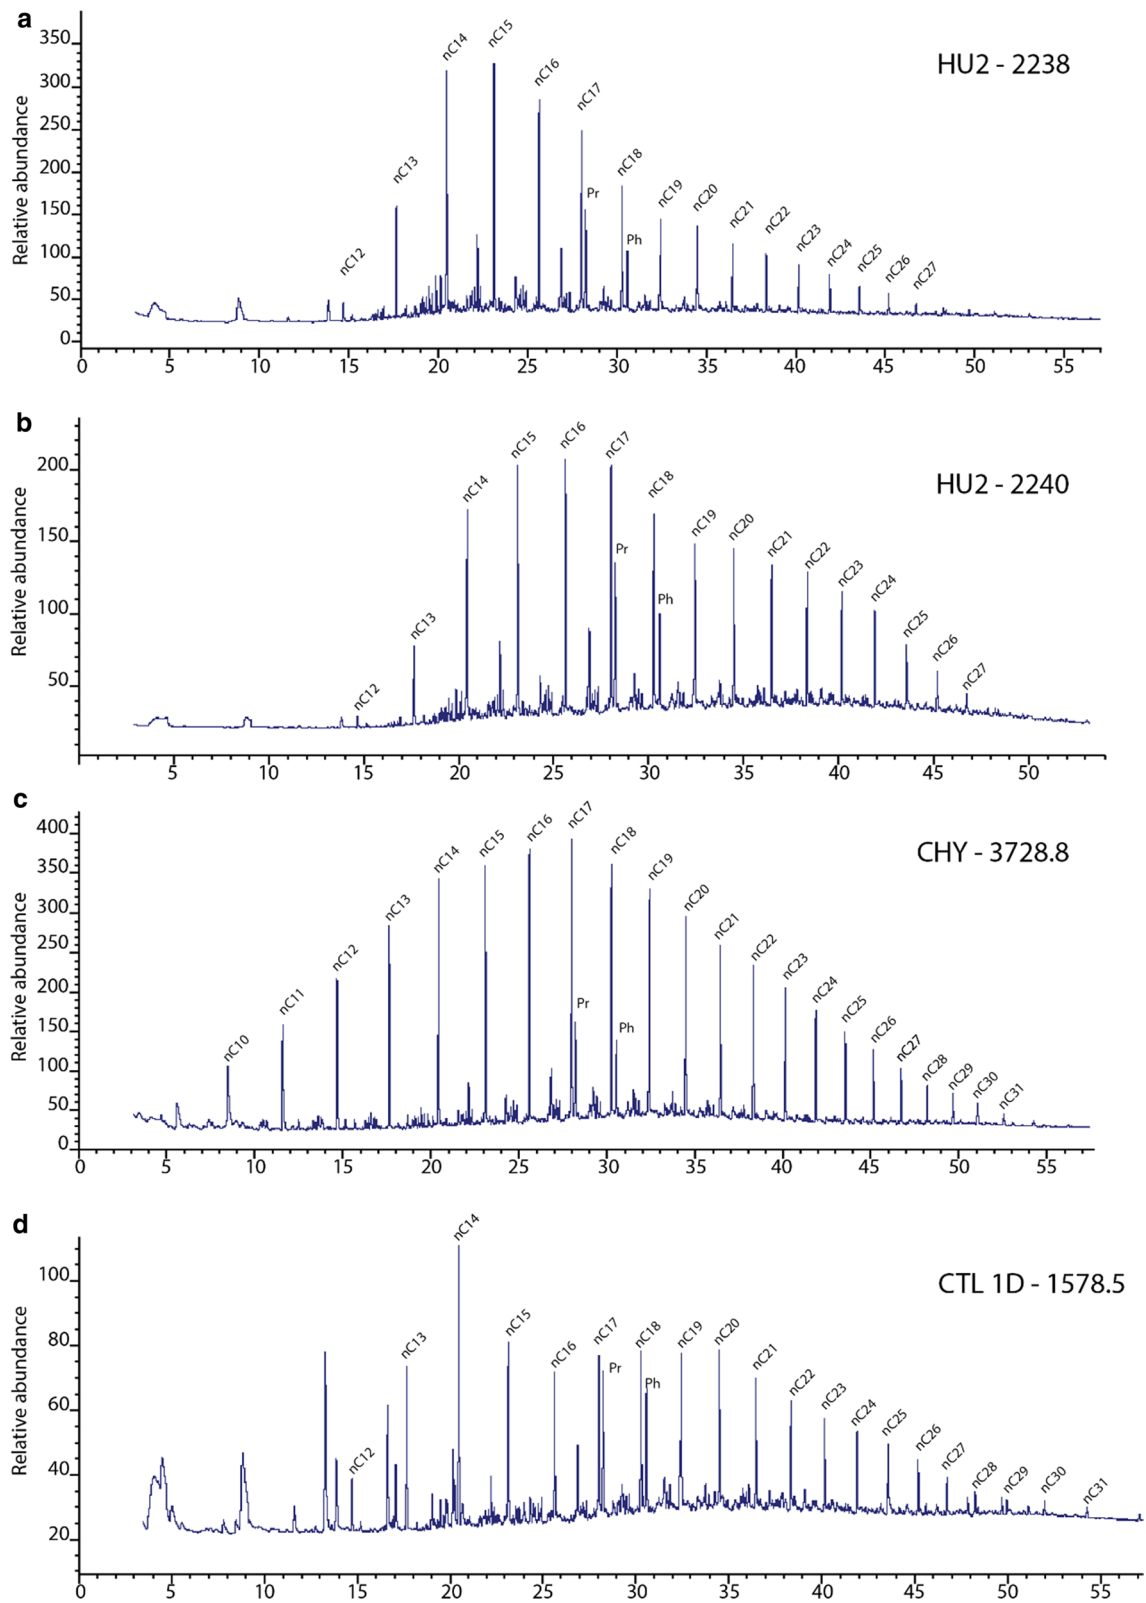 a
HU2 - 2238
Relative abundance
350
300
250
200
150
100
50
0
nC12
nC13
nC14
nC15
nC16
nC17
Pr
nC18
Ph
nC19
nC20
nC21
nC22
nC23
nC24
nC25
nC26
nC27
0 5 10 15 20 25 30 35 40 45 50 55
b
HU2 - 2240
Relative abundance
200
150
100
50
nC12
nC13
nC14
nC15
nC16
nC17
Pr
nC18
Ph
nC19
nC20
nC21
nC22
nC23
nC24
nC25
nC26
nC27
5 10 15 20 25 30 35 40 45 50
c
CHY - 3728.8
Relative abundance
400
350
300
250
200
150
100
50
0
nC10
nC11
nC12
nC13
nC14
nC15
nC16
nC17
Pr
nC18
Ph
nC19
nC20
nC21
nC22
nC23
nC24
nC25
nC26
nC27
nC28
nC29
nC30
nC31
0 5 10 15 20 25 30 35 40 45 50 55
d
CTL 1D - 1578.5
Relative abundance
100
80
60
40
20
nC12
nC13
nC14
nC15
nC16
nC17
Pr
nC18
Ph
nC19
nC20
nC21
nC22
nC23
nC24
nC25
nC26
nC27
nC28
nC29
nC30
nC31
0 5 10 15 20 25 30 35 40 45 50 55